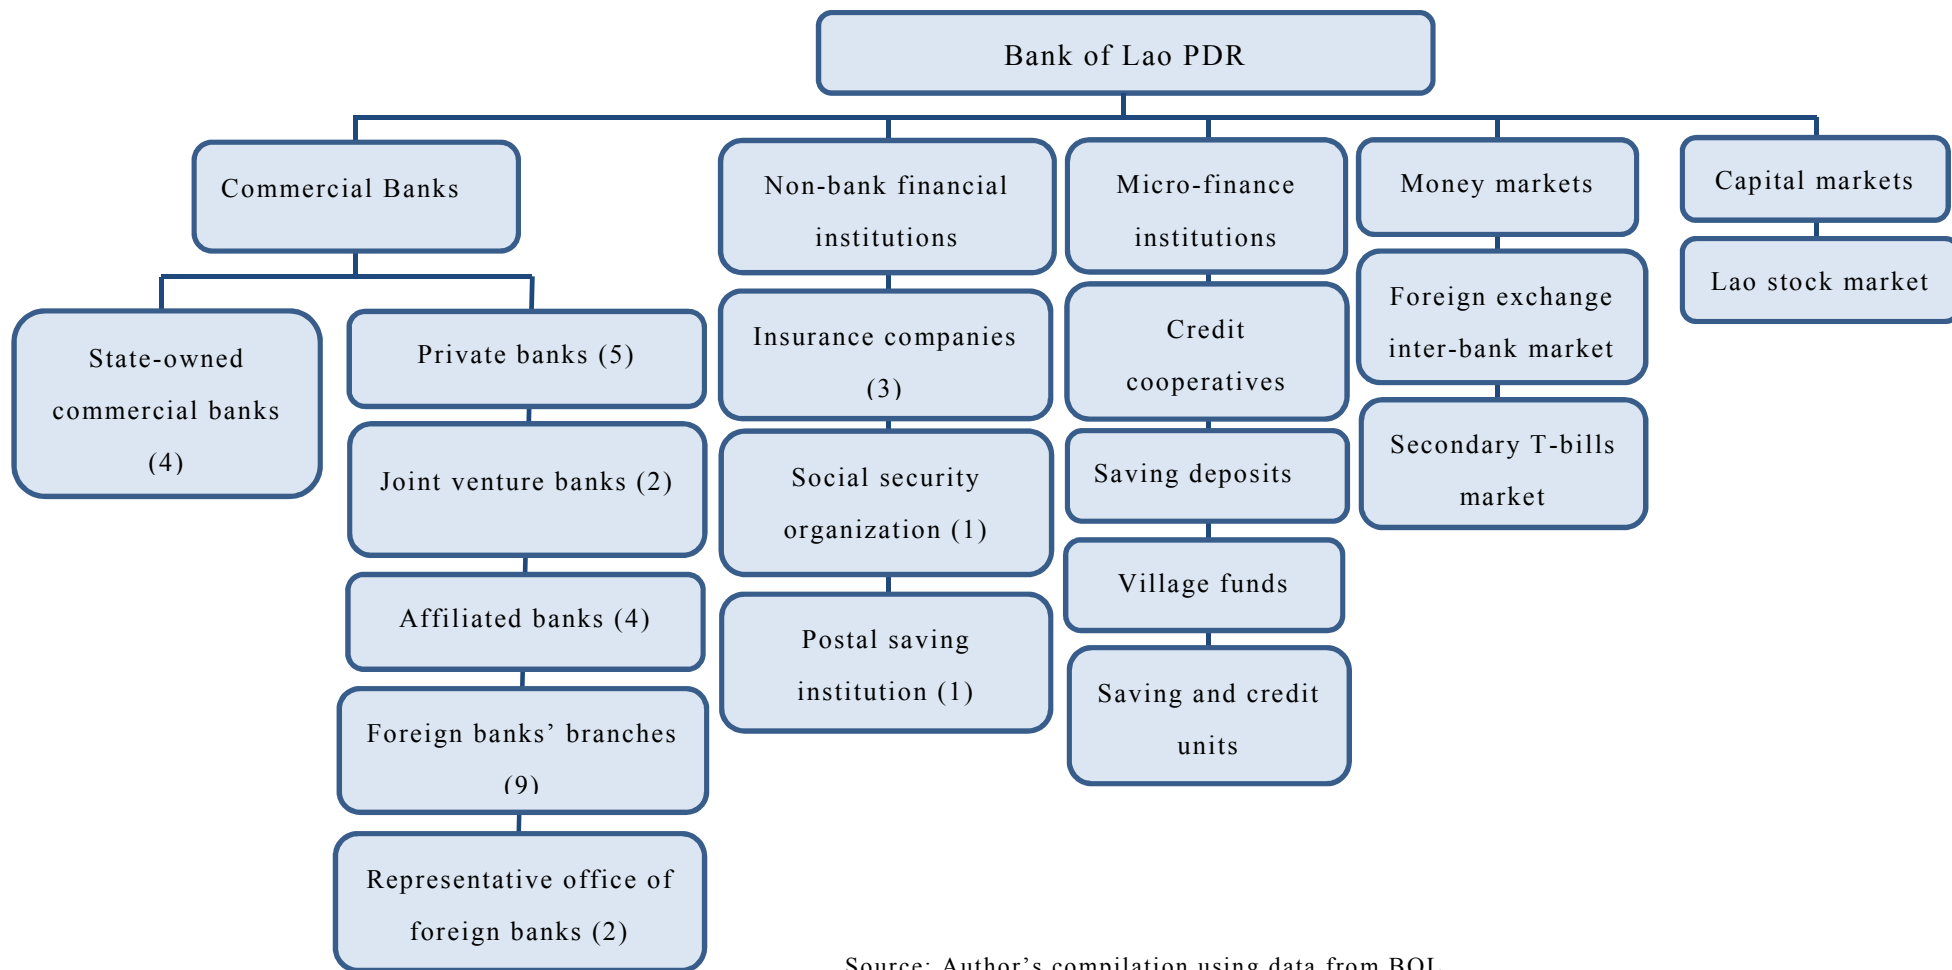 Bank of Lao PDR
Commercial Banks
Non-bank financial
institutions
Micro-finance
institutions
Money markets
Capital markets
State-owned
commercial banks
(4)
Private banks (5)
Joint venture banks (2)
Affiliated banks (4)
Foreign banks’ branches
(9)
Representative office of
foreign banks (2)
Insurance companies
(3)
Social security
organization (1)
Postal saving
institution (1)
Credit
cooperatives
Saving deposits
Village funds
Saving and credit
units
Foreign exchange
inter-bank market
Secondary T-bills
market
Lao stock market
Source: Author’s compilation using data from BOL.